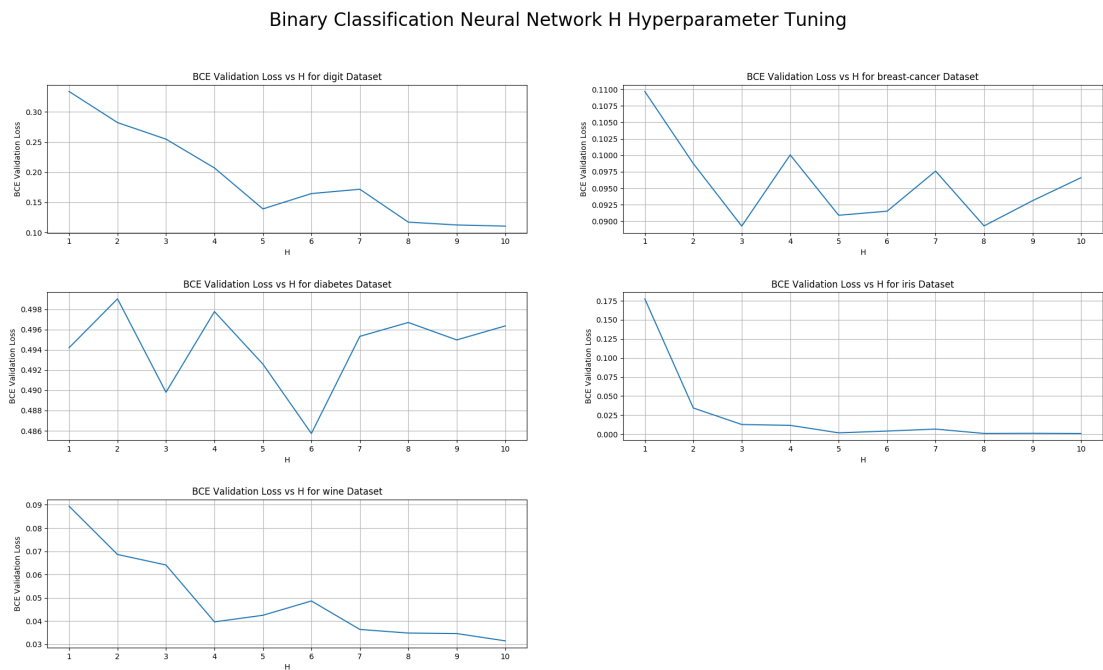 Binary Classification Neural Network H Hyperparameter Tuning
BCE Validation Loss vs H for digit Dataset
BCE Validation Loss
0.30
0.25
0.20
0.15
0.10
1 2 3 4 5 6 7 8 9 10
H
BCE Validation Loss vs H for breast-cancer Dataset
BCE Validation Loss
0.1100
0.1075
0.1050
0.1025
0.1000
0.0975
0.0950
0.0925
0.0900
1 2 3 4 5 6 7 8 9 10
H
BCE Validation Loss vs H for diabetes Dataset
BCE Validation Loss
0.498
0.496
0.494
0.492
0.490
0.488
0.486
1 2 3 4 5 6 7 8 9 10
H
BCE Validation Loss vs H for iris Dataset
BCE Validation Loss
0.175
0.150
0.125
0.100
0.075
0.050
0.025
0.000
1 2 3 4 5 6 7 8 9 10
H
BCE Validation Loss vs H for wine Dataset
BCE Validation Loss
0.09
0.08
0.07
0.06
0.05
0.04
0.03
1 2 3 4 5 6 7 8 9 10
H